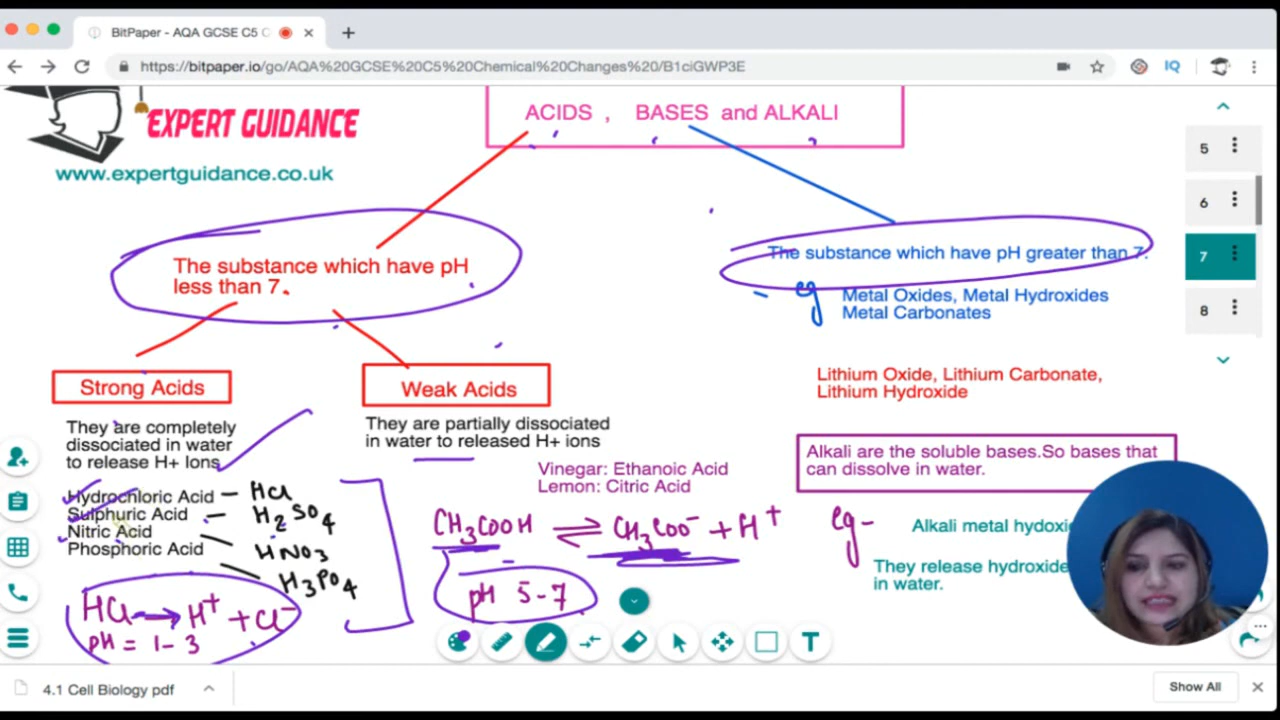 BitPaper - AQA GCSE C5 C
https://bitpaper.io/go/AQA%20GCSE%20C5%20Chemical%20Changes%20/B1ciGWP3E
IQ
EXPERT GUIDANCE
www.expertguidance.co.uk
ACIDS , BASES and ALKALI
5
6
7
8
The substance which have pH
less than 7.
The substance which have pH greater than 7.
eg
Metal Oxides, Metal Hydroxides
Metal Carbonates
Lithium Oxide, Lithium Carbonate,
Lithium Hydroxide
Strong Acids
They are completely
dissociated in water
to release H+ Ions
Hydrochloric Acid – HCl
Sulphuric Acid – H₂SO₄
Nitric Acid – HNO₃
Phosphoric Acid – H₃PO₄
HCl → H⁺ + Cl⁻
pH = 1-3
Weak Acids
They are partially dissociated
in water to released H+ ions
Vinegar: Ethanoic Acid
Lemon: Citric Acid
CH₃COOH ⇌ CH₃COO⁻ + H⁺
pH 5-7
Alkali are the soluble bases.So bases that
can dissolve in water.
eg-
Alkali metal hydoxi
They release hydroxide
in water.
T
4.1 Cell Biology pdf
Show All